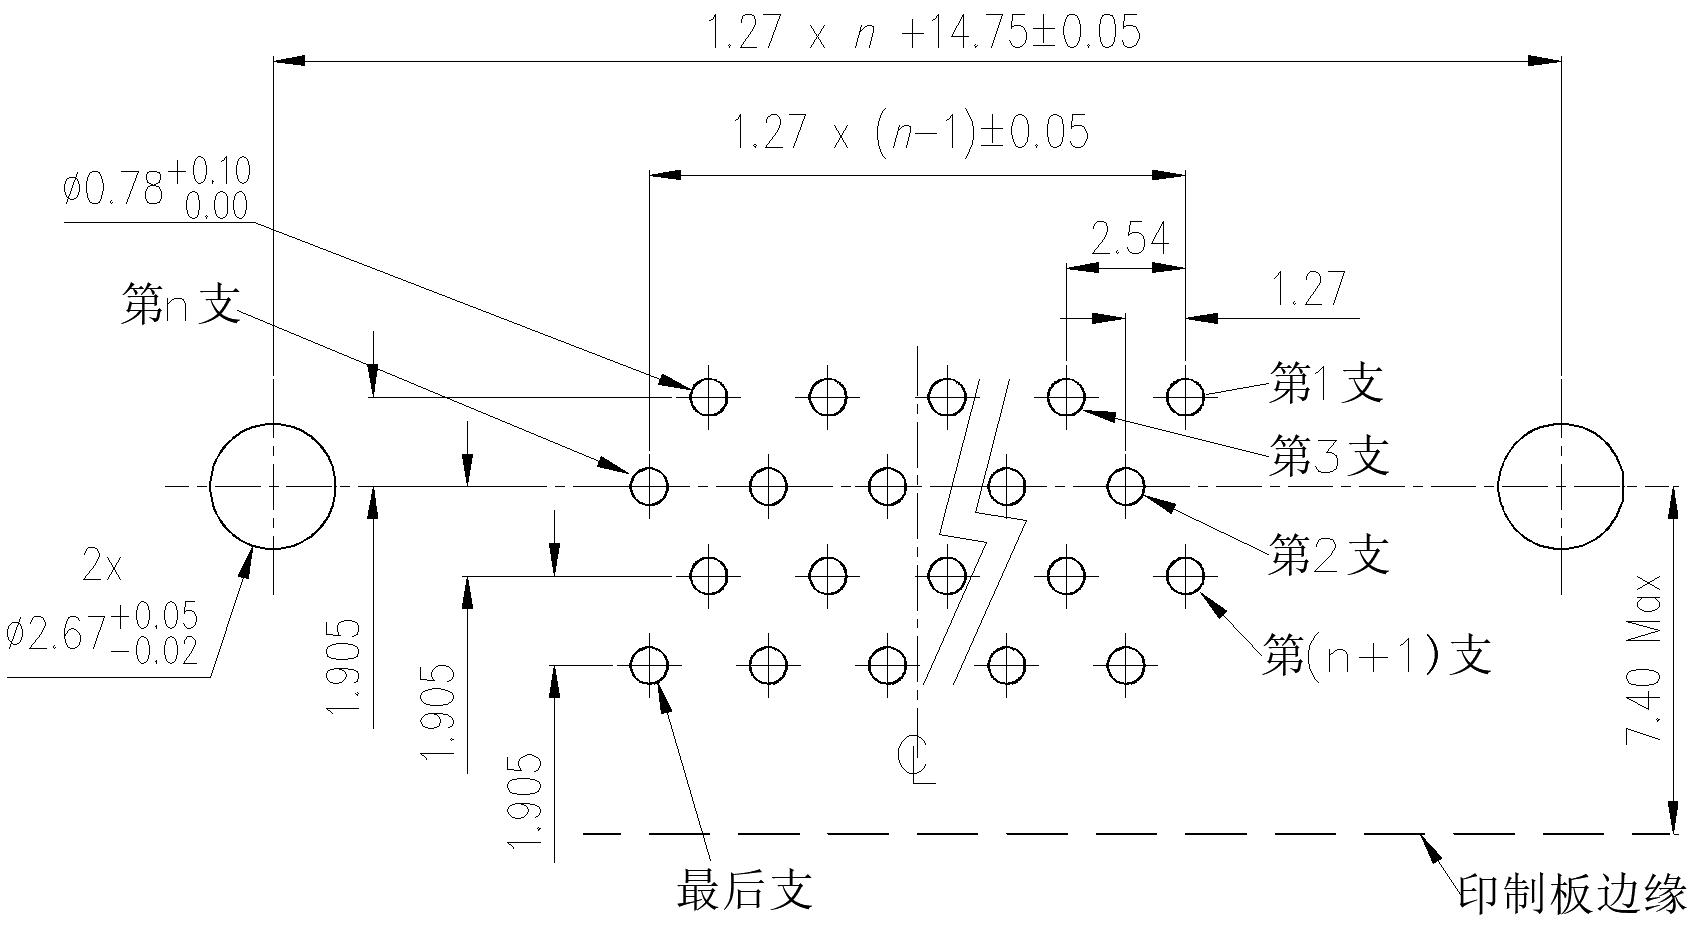 1.27 x n +14.75±0.05
1.27 x (n-1)±0.05
ø0.78 +0.10
0.00
2.54
1.27
第n支
第1支
第3支
第2支
第(n+1)支
2x
ø2.67 +0.05
-0.02
1.905
1.905
1.905
7.40 Max
℄
最后支
印制板边缘